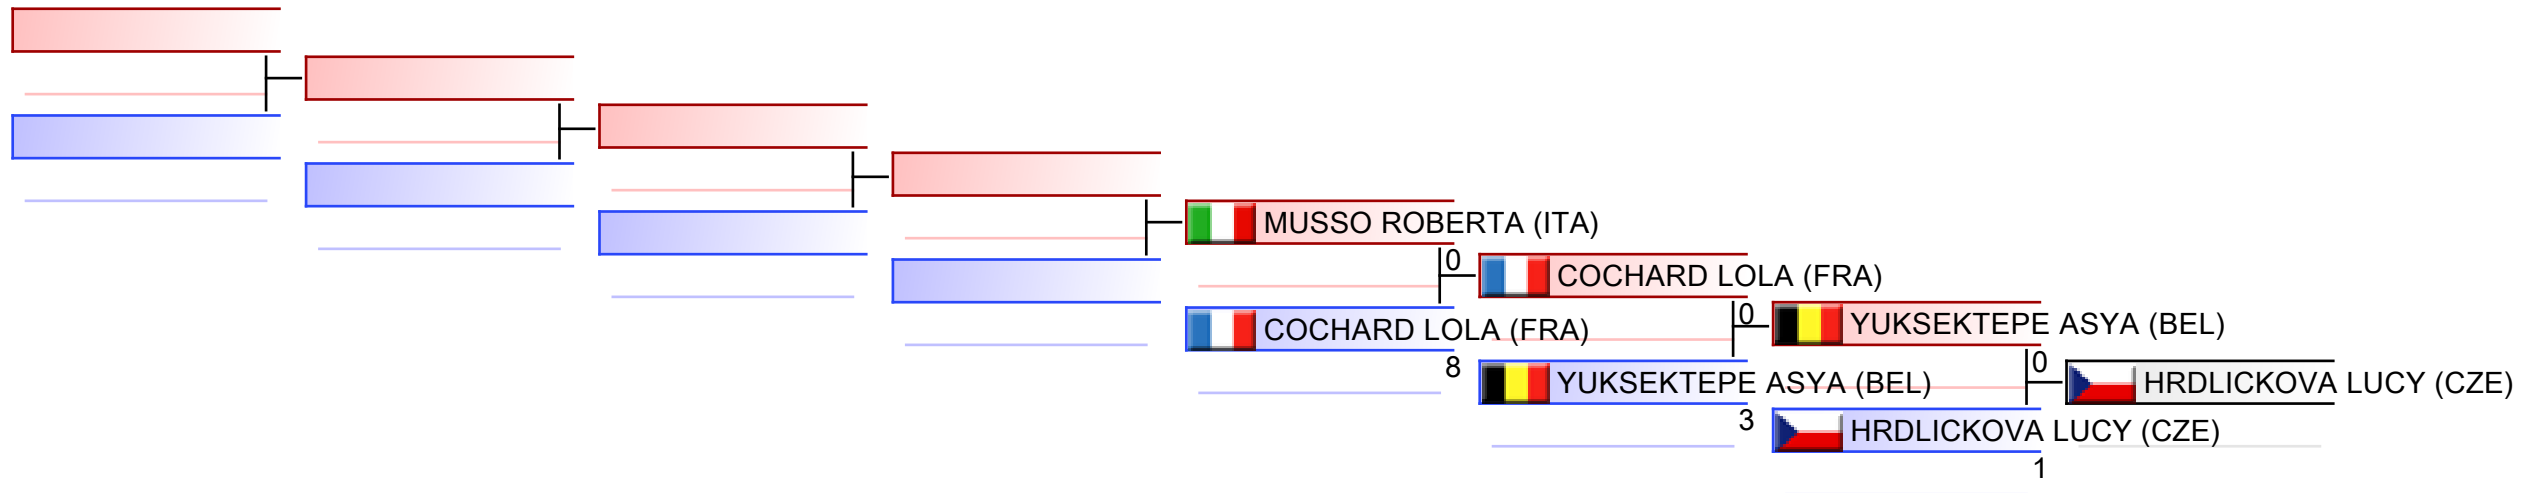 MUSSO ROBERTA (ITA)
0
COCHARD LOLA (FRA)
COCHARD LOLA (FRA)
8
0
YUKSEKTEPE ASYA (BEL)
YUKSEKTEPE ASYA (BEL)
3
0
HRDLICKOVA LUCY (CZE)
HRDLICKOVA LUCY (CZE)
1